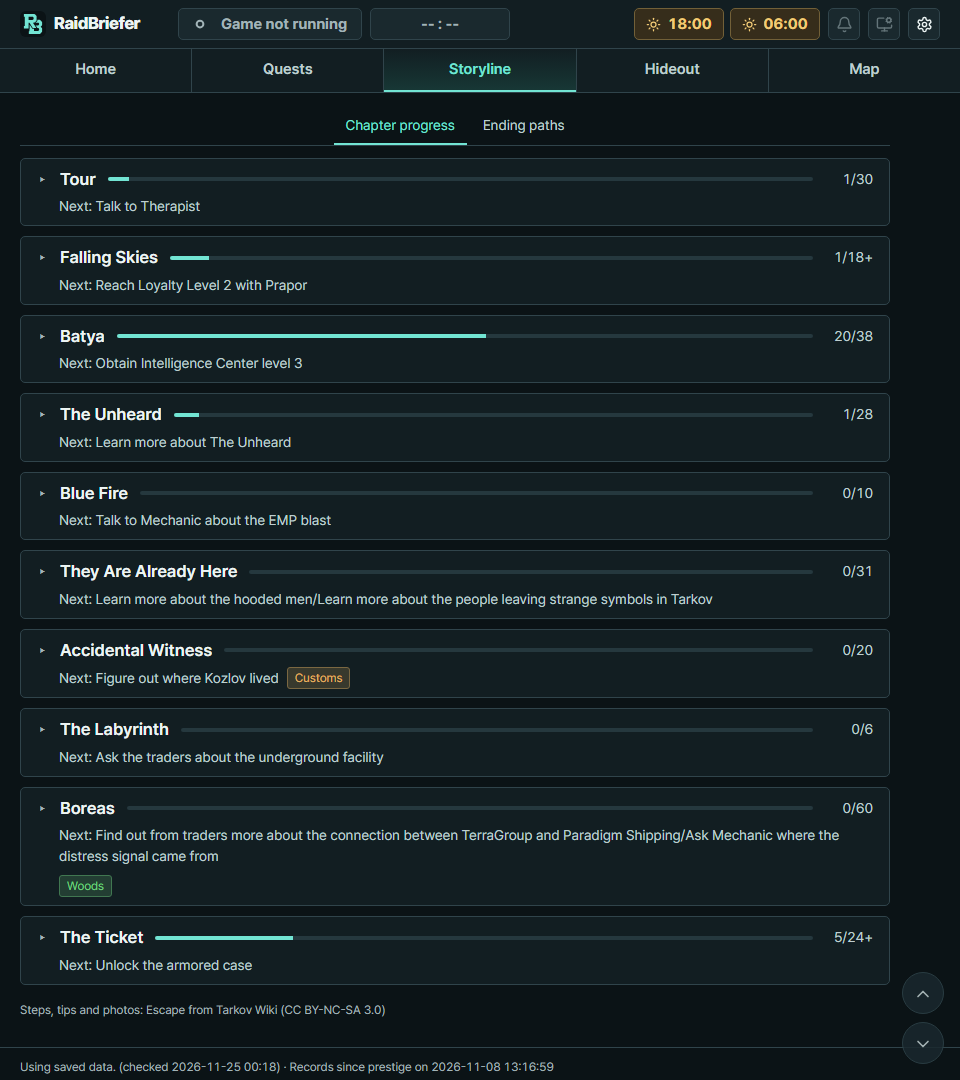 RaidBriefer
Game not running
-- : --
18:00
06:00
Home
Quests
Storyline
Hideout
Map
Chapter progress
Ending paths
Tour
1/30
Next: Talk to Therapist
Falling Skies
1/18+
Next: Reach Loyalty Level 2 with Prapor
Batya
20/38
Next: Obtain Intelligence Center level 3
The Unheard
1/28
Next: Learn more about The Unheard
Blue Fire
0/10
Next: Talk to Mechanic about the EMP blast
They Are Already Here
0/31
Next: Learn more about the hooded men/Learn more about the people leaving strange symbols in Tarkov
Accidental Witness
0/20
Next: Figure out where Kozlov lived
Customs
The Labyrinth
0/6
Next: Ask the traders about the underground facility
Boreas
0/60
Next: Find out from traders more about the connection between TerraGroup and Paradigm Shipping/Ask Mechanic where the
distress signal came from
Woods
The Ticket
5/24+
Next: Unlock the armored case
Steps, tips and photos: Escape from Tarkov Wiki (CC BY-NC-SA 3.0)
Using saved data. (checked 2026-11-25 00:18) · Records since prestige on 2026-11-08 13:16:59